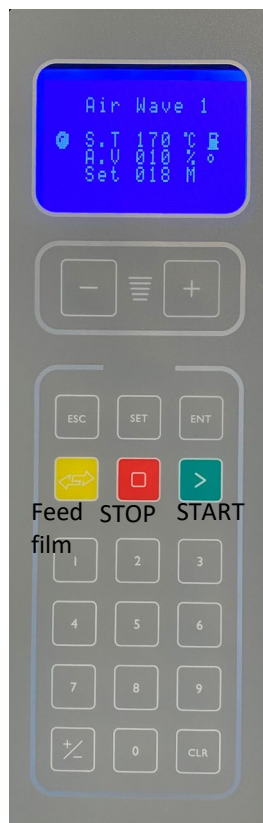 Air Wave 1
S.T 170 ℃
A.V 010 %
Set 018 M
− +
ESC SET ENT
Feed film STOP START
1 2 3
4 5 6
7 8 9
+/− 0 CLR